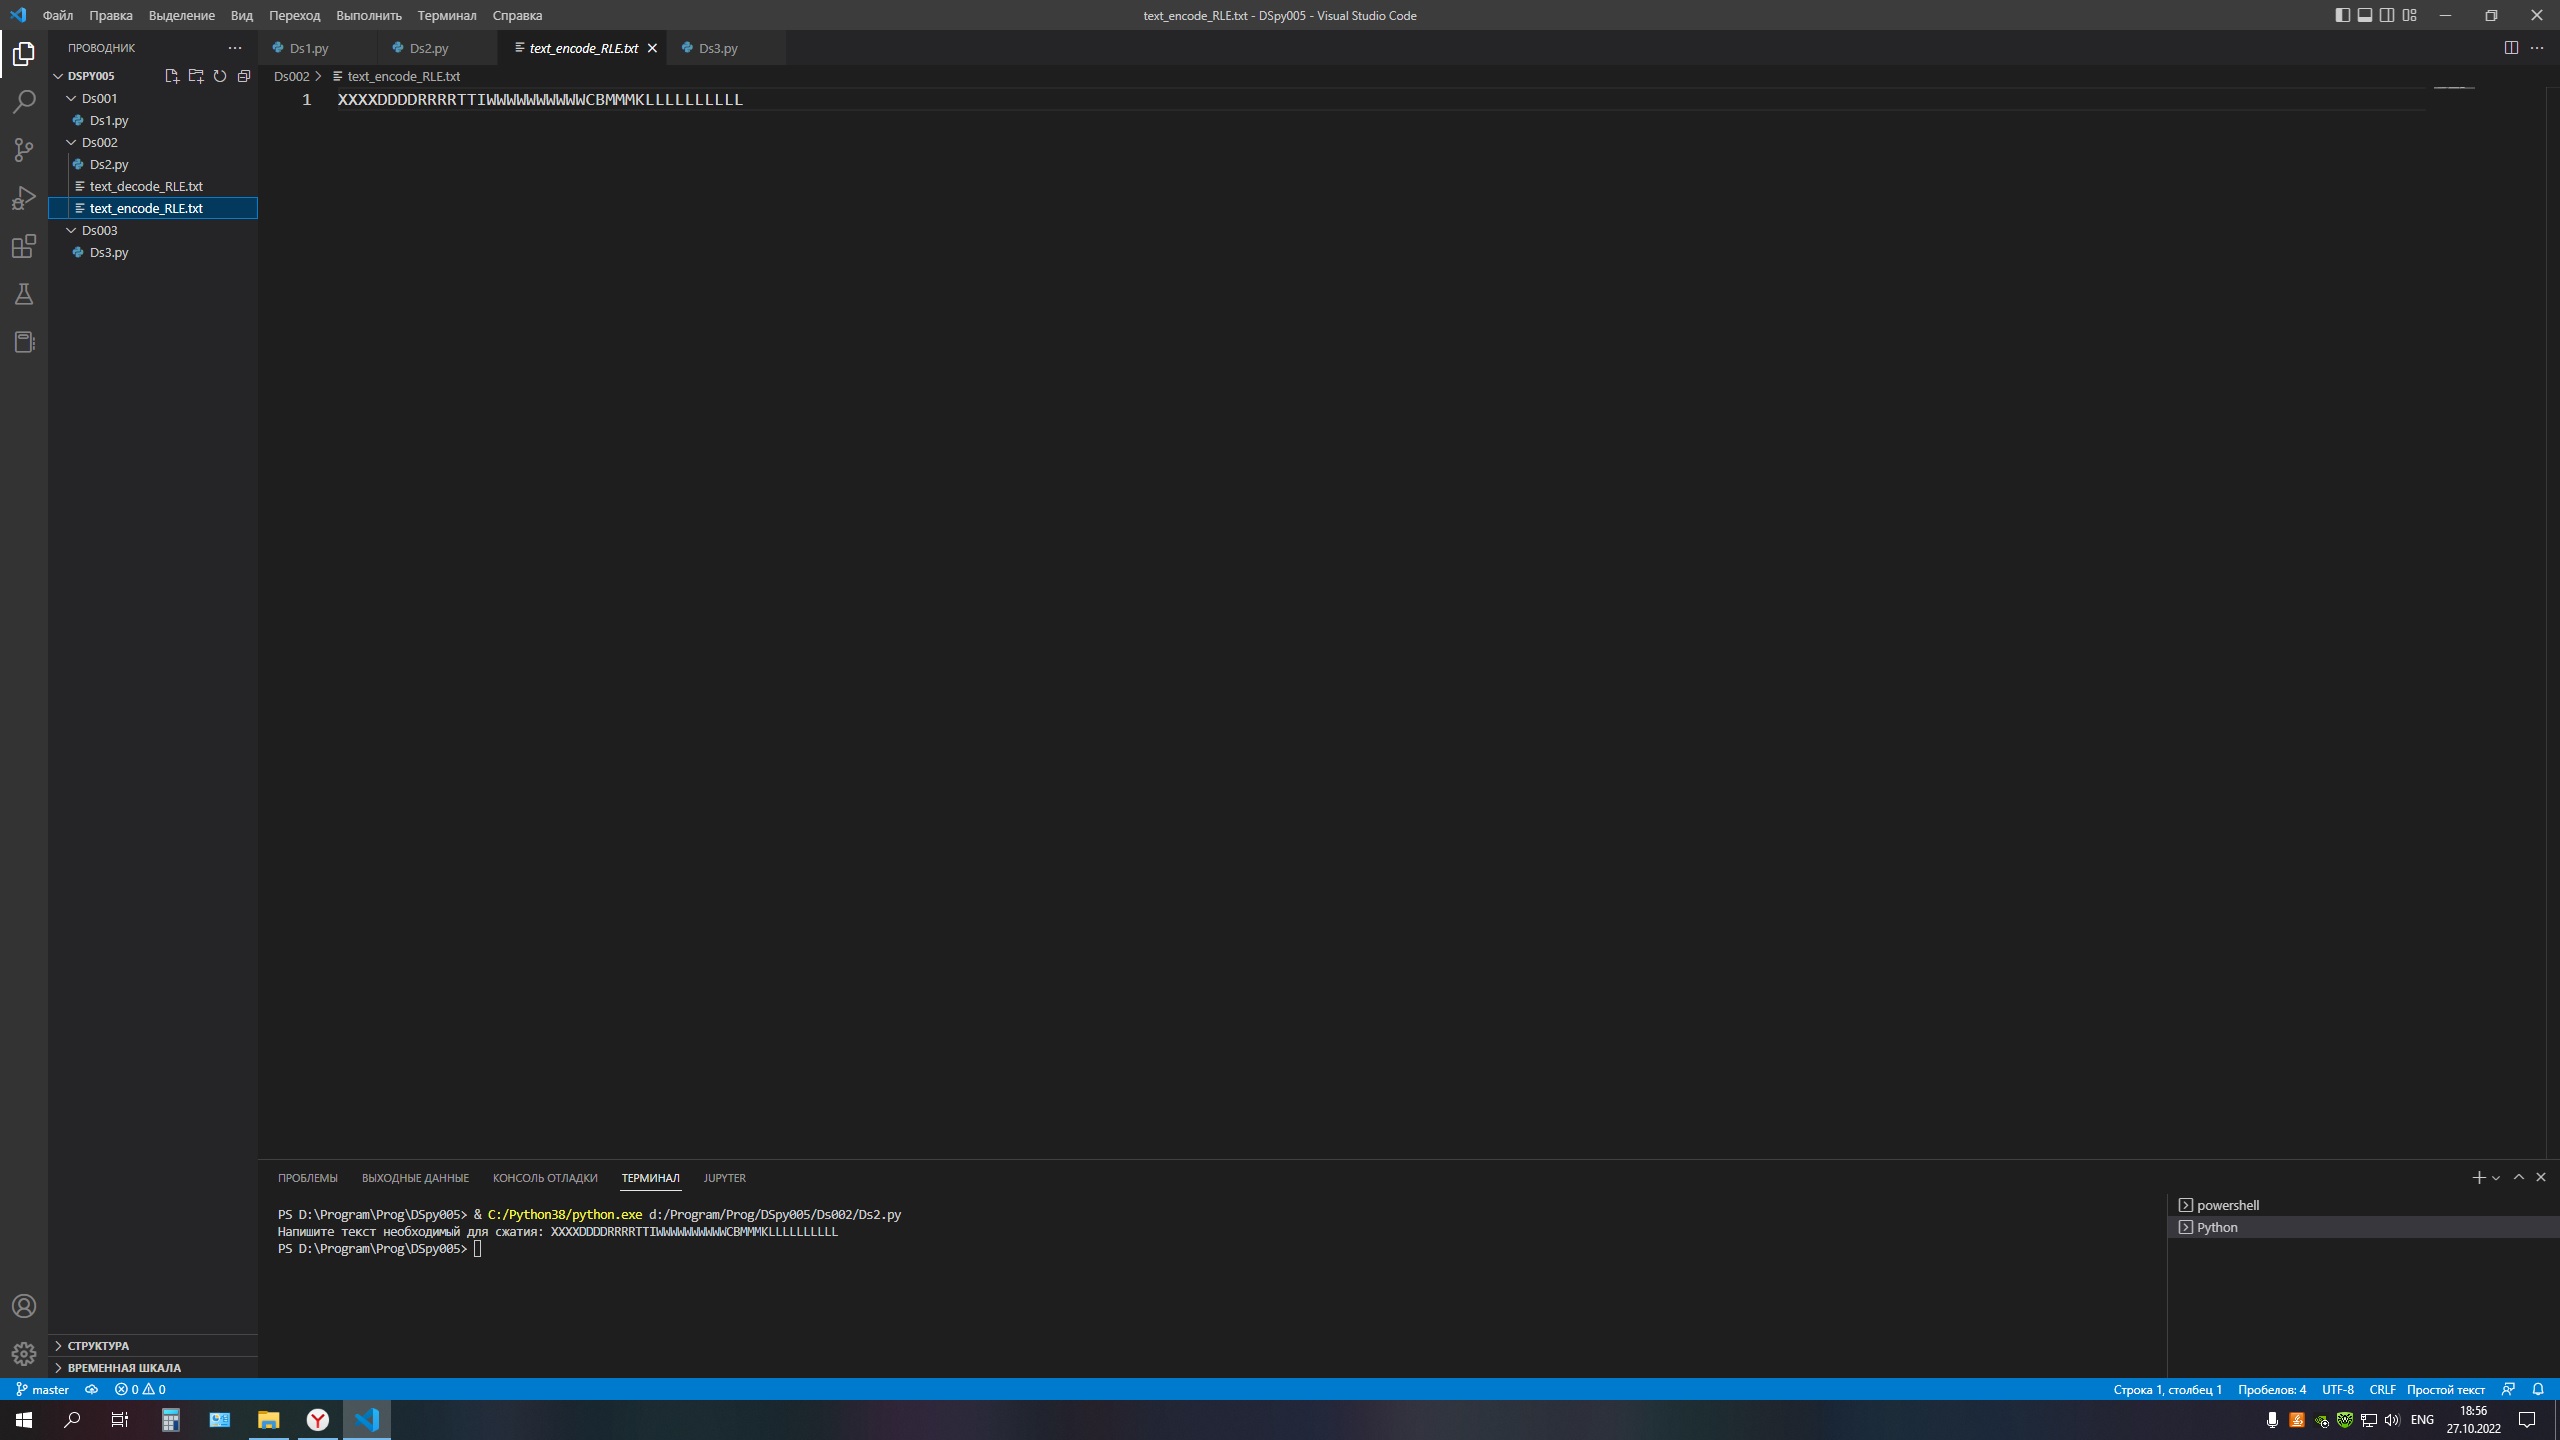 Файл Правка Выделение Вид Переход Выполнить Терминал Справка
text_encode_RLE.txt - DSpy005 - Visual Studio Code
ПРОВОДНИК
Ds1.py Ds2.py text_encode_RLE.txt Ds3.py
DSPY005
Ds001
Ds1.py
Ds002
Ds2.py
text_decode_RLE.txt
text_encode_RLE.txt
Ds003
Ds3.py
Ds002 > text_encode_RLE.txt
1 XXXXDDDDRRRRTTIWWWWWWWWWWCBMMMKLLLLLLLLLL
ПРОБЛЕМЫ ВЫХОДНЫЕ ДАННЫЕ КОНСОЛЬ ОТЛАДКИ ТЕРМИНАЛ JUPYTER
PS D:\Program\Prog\DSpy005> & C:/Python38/python.exe d:/Program/Prog/DSpy005/Ds002/Ds2.py
Напишите текст необходимый для сжатия: XXXXDDDDRRRRTTIWWWWWWWWWWCBMMMKLLLLLLLLLL
PS D:\Program\Prog\DSpy005>
powershell
Python
СТРУКТУРА
ВРЕМЕННАЯ ШКАЛА
master 0 0
Строка 1, столбец 1 Пробелов: 4 UTF-8 CRLF Простой текст
ENG
18:56
27.10.2022